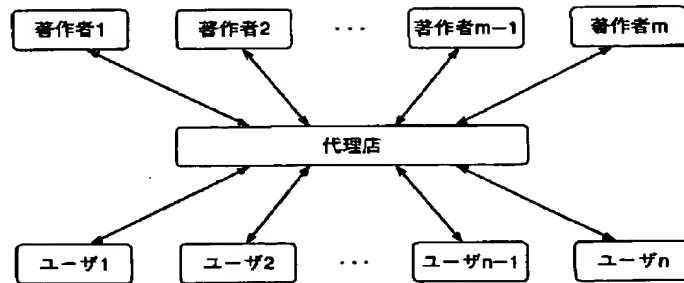 著作者1 著作者2 ··· 著作者m-1 著作者m
代理店
ユーザ1 ユーザ2 ··· ユーザn-1 ユーザn